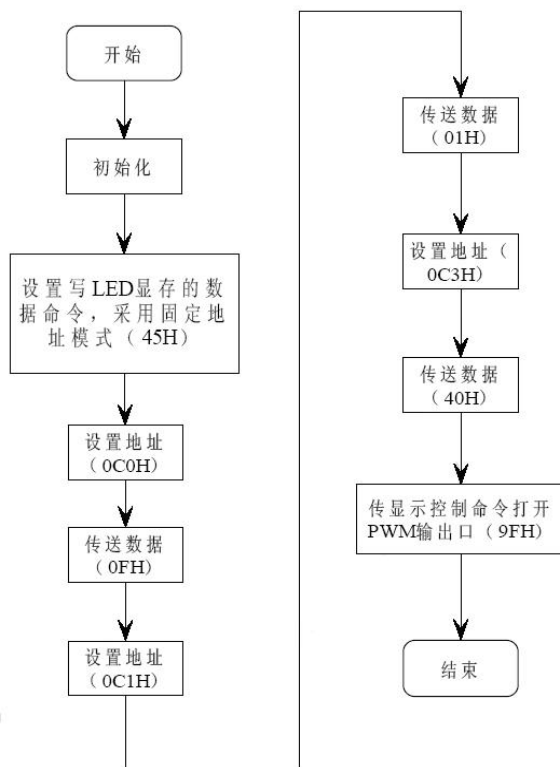 开始
初始化
设置写LED显存的数
据命令，采用固定地
址模式（45H）
设置地址
（0C0H）
传送数据
（0FH）
设置地址
（0C1H）
传送数据
（01H）
设置地址（
0C3H）
传送数据
（40H）
传显示控制命令打开
PWM输出口（9FH）
结束